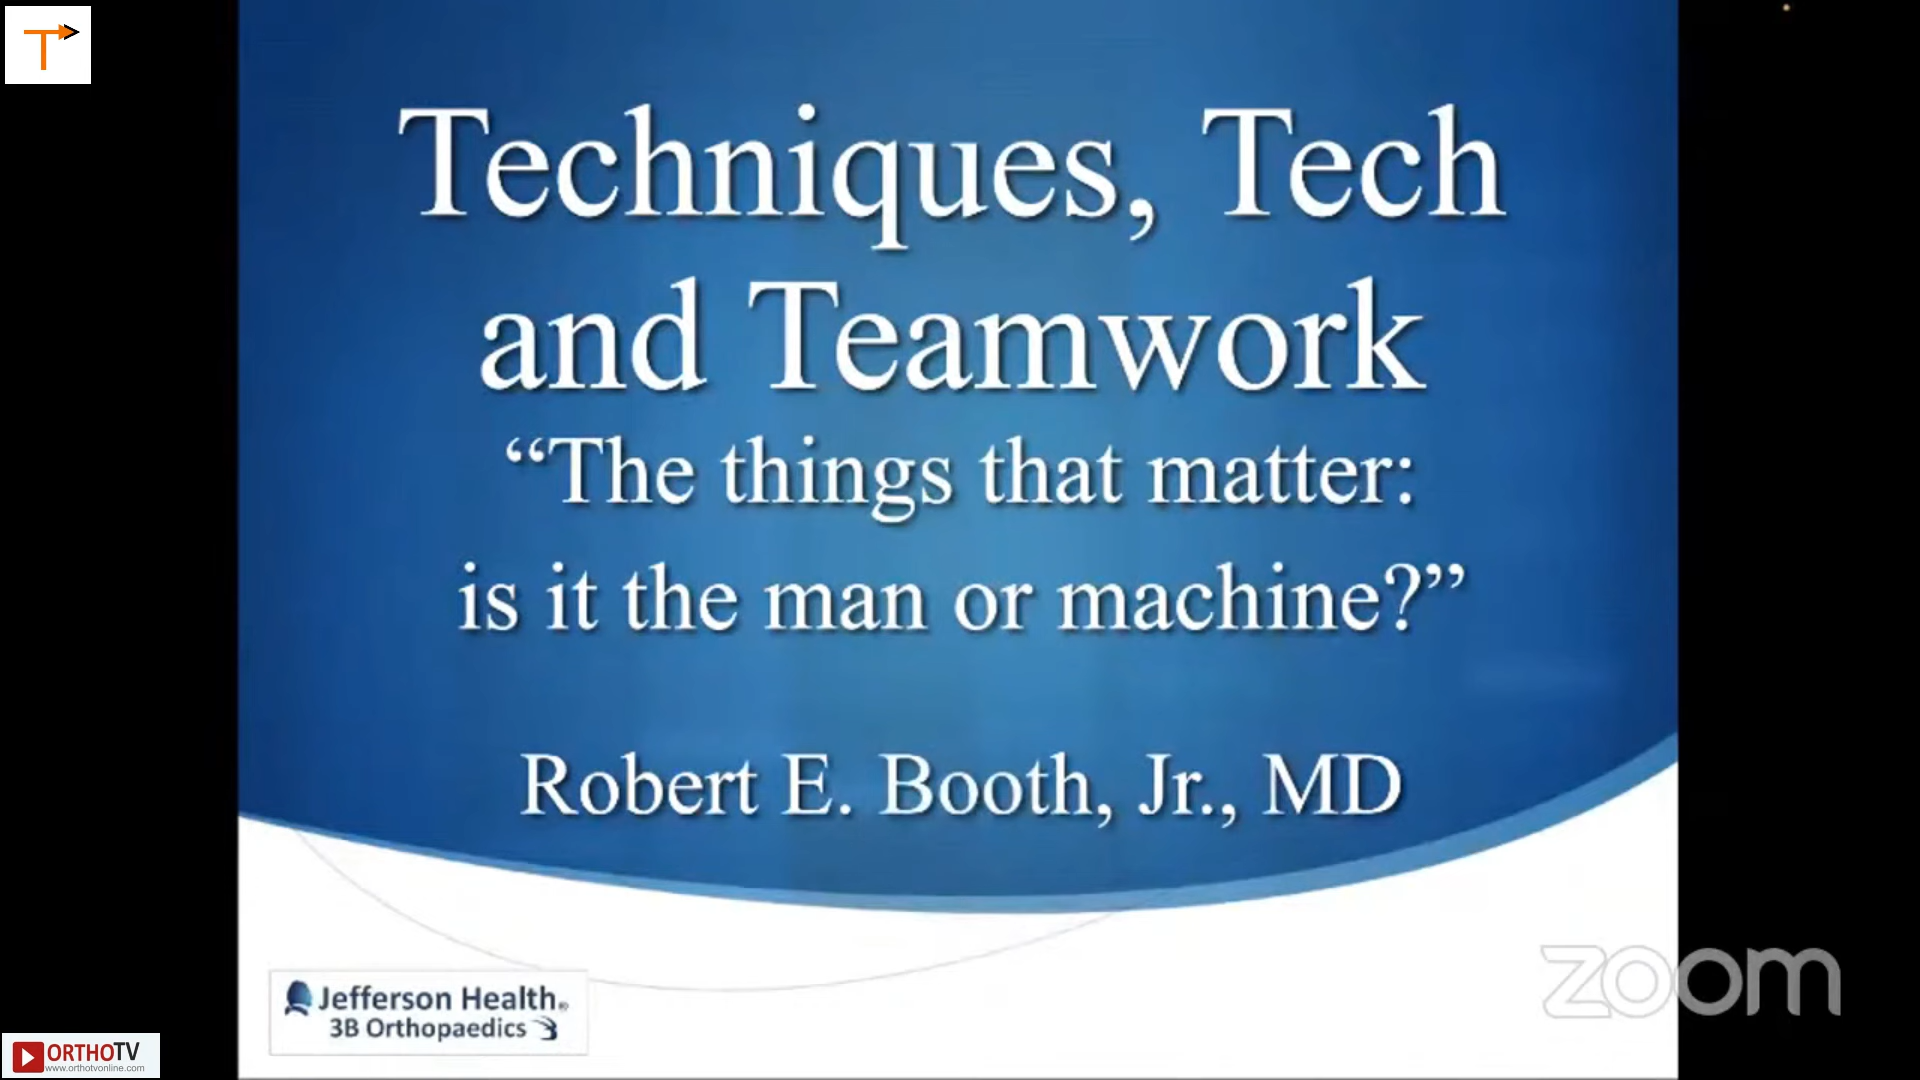 Techniques, Tech
and Teamwork
“The things that matter:
is it the man or machine?”
Robert E. Booth, Jr., MD
Jefferson Health®
3B Orthopaedics
zoom
ORTHOTV
www.orthotvonline.com
T